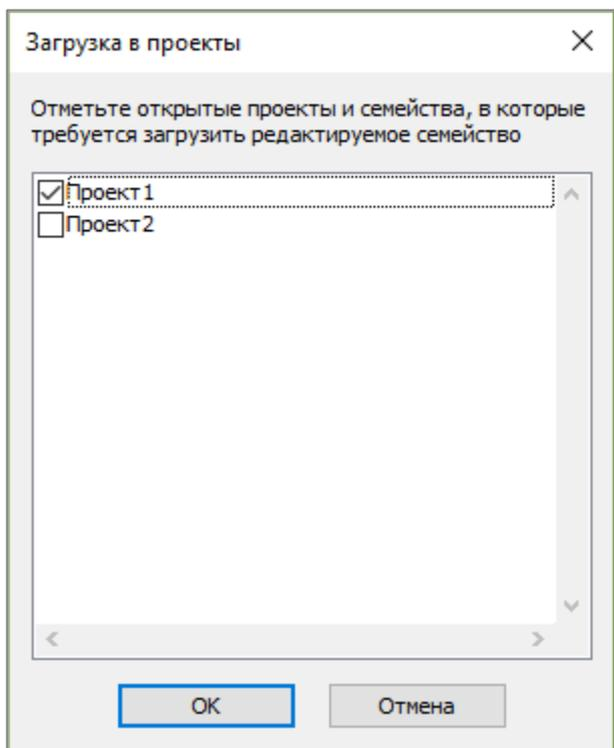 Загрузка в проекты
Отметьте открытые проекты и семейства, в которые
требуется загрузить редактируемое семейство
Проект1
Проект2
OK
Отмена